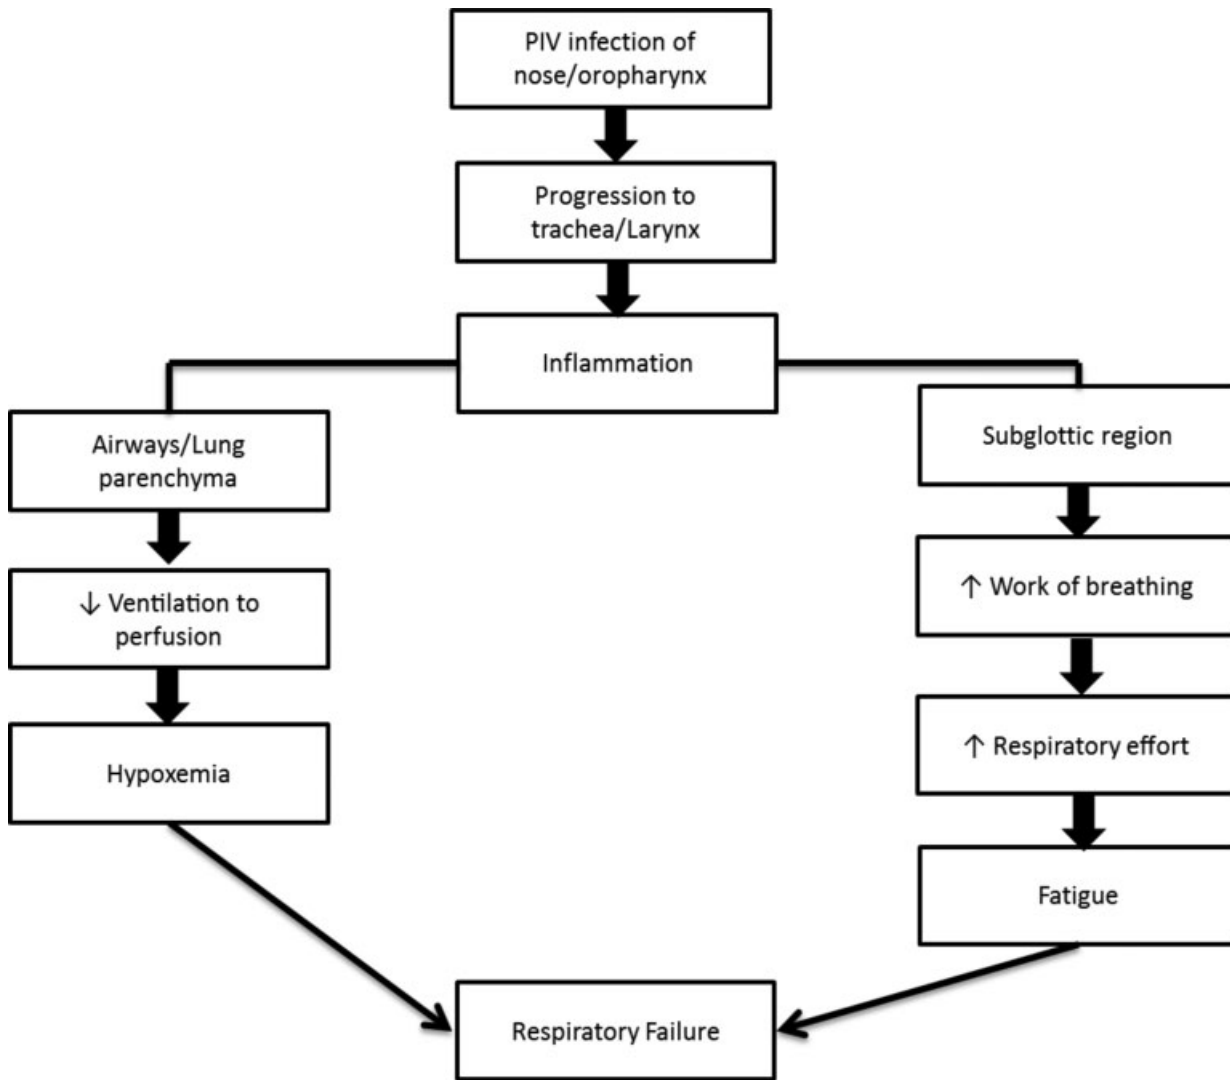 PIV infection of
nose/oropharynx
Progression to
trachea/Larynx
Inflammation
Airways/Lung
parenchyma
↓ Ventilation to
perfusion
Hypoxemia
Subglottic region
↑ Work of breathing
↑ Respiratory effort
Fatigue
Respiratory Failure